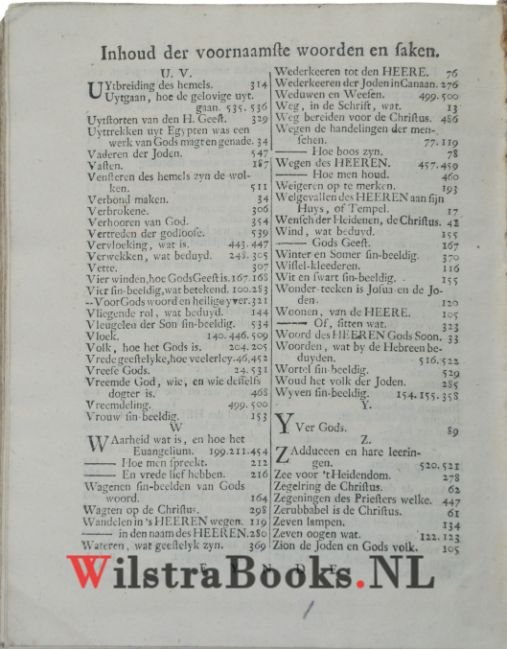 Inhoud der voornaamste woorden en saken.
U. V.
UYtbreiding des hemels. 314
Uytgaan, hoe de gelovige uyt.
gaan. 535.536
Uytstorten van den H. Geest. 329
Uyttrekken uyt Egypten was een
werk van Gods magt en genade. 34
Vaderen der Joden. 547
Vasten. 187
Vensteren des hemels zyn de wol-
ken. 511
Verbond maken. 34
Verbrokene. 306
Verhooren van God. 354
Vertreden der godloose. 539
Vervloeking, wat is. 443.447
Verwekken, wat beduyd. 248.305
Vette. 307
Vier winden, hoe Gods Geest is. 167.168
Vier sin-beeldig, wat betekend. 100.283
--Voor Gods woord en heilige yver. 321
Vliegende rol, wat beduyd. 144
Vleugelen der Son sin-beeldig. 534
Vloek. 140.446.509
Volk, hoe het Gods is. 204.205
Vrede geestelyke, hoe veelerley. 46,452
Vreese Gods. 24.531
Vreemde God, wie, en wie desselfs
dogter is. 468
Vreemdeling. 499.500
Vrouw sin-beeldig. 153
W
WAarheid wat is, en hoe het
Euangelium. 199.211.454
—— Hoe men spreekt. 212
—— En vrede lief hebben. 216
Wagenen sin-beelden van Gods
woord. 164
Wagten op de Christus. 298
Wandelen in 's HEEREN wegen. 119
—— in den naam des HEEREN. 280
Wateren, wat geestelyk zyn. 369
Wederkeeren tot den HEERE. 76
Wederkeeren der Joden in Canaan. 276
Weduwen en Weesen. 499.500
Weg, in de Schrift, wat. 13
Weg bereiden voor de Christus. 486
Wegen de handelingen der men-
schen. 77.119
—— Hoe boos zyn. 78
Wegen des HEEREN. 457.459
—— Hoe men houd. 460
Weigeren op te merken. 193
Welgevallen des HEEREN aan sijn
Huys, of Tempel. 17
Wensch der Heidenen, de Christus. 42
Wind, wat beduyd. 155
—— Gods Geest. 167
Winter en Somer sin-beeldig. 370
Wissel-kleederen. 116
Wit en swart sin-beeldig. 155
Wonder-teeken is Josua en de Jo-
den. 120
Woonen, van de HEERE. 105
—— Of, sitten wat. 323
Woord des HEEREN Gods Soon. 33
Woorden, wat by de Hebreen be-
duyden. 516.522
Wortel sin-beeldig. 529
Woud het volk der Joden. 285
Wyven sin-beeldig. 154.155.358
Y.
YVer Gods. 89
Z.
ZAdduceen en hare leerin-
gen. 520.521
Zee voor 't Heidendom. 278
Zegelring de Christus. 62
Zegeningen des Priesters welke. 447
Zerubbabel is de Christus. 61
Zeven lampen. 134
Zeven oogen wat. 122.123
Zion de Joden en Gods volk. 105
WilstraBooks.NL